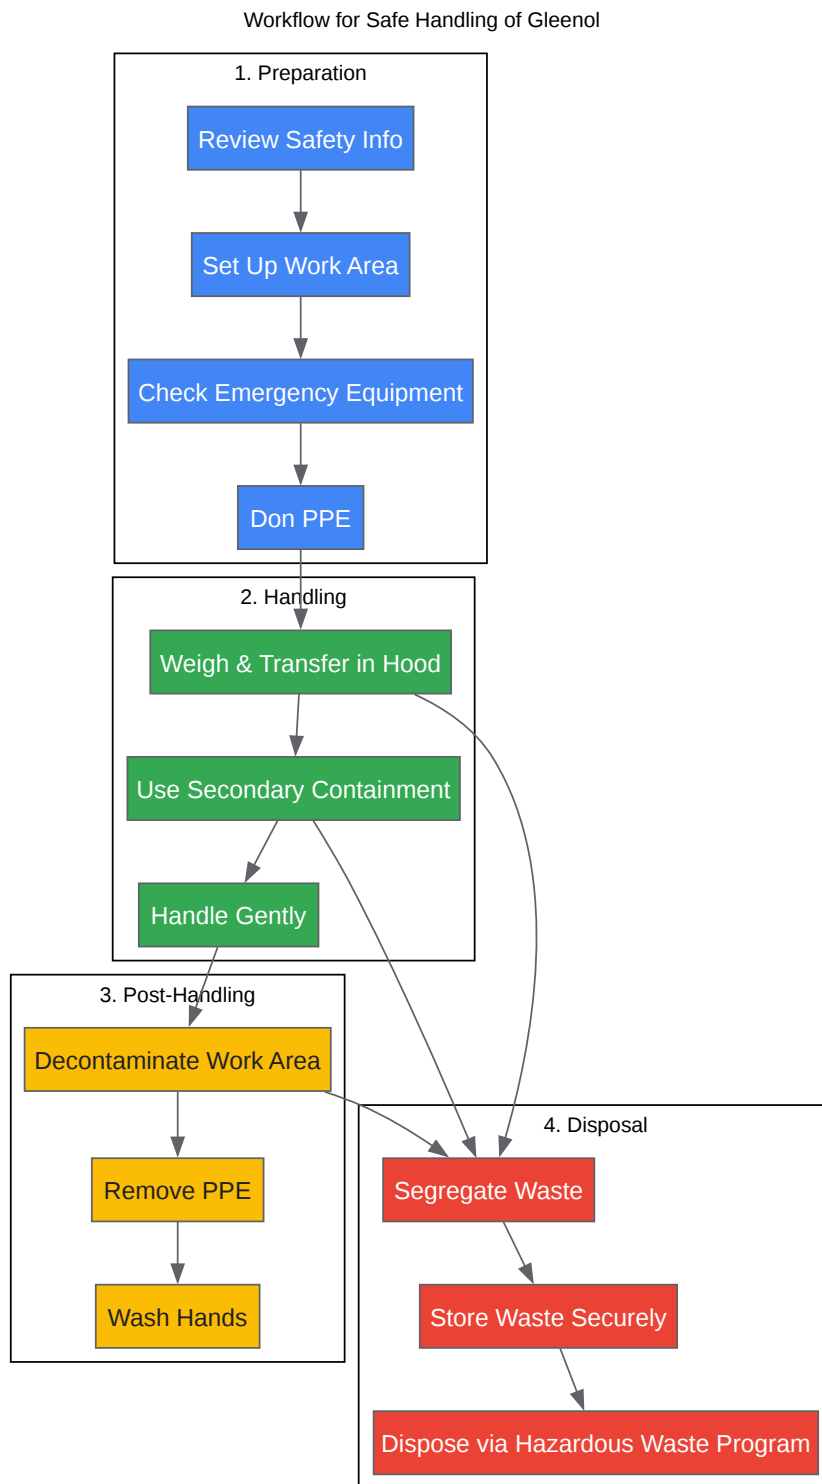 Workflow for Safe Handling of Gleenol
1. Preparation
Review Safety Info
Set Up Work Area
Check Emergency Equipment
Don PPE
2. Handling
Weigh & Transfer in Hood
Use Secondary Containment
Handle Gently
3. Post-Handling
Decontaminate Work Area
Remove PPE
Wash Hands
4. Disposal
Segregate Waste
Store Waste Securely
Dispose via Hazardous Waste Program